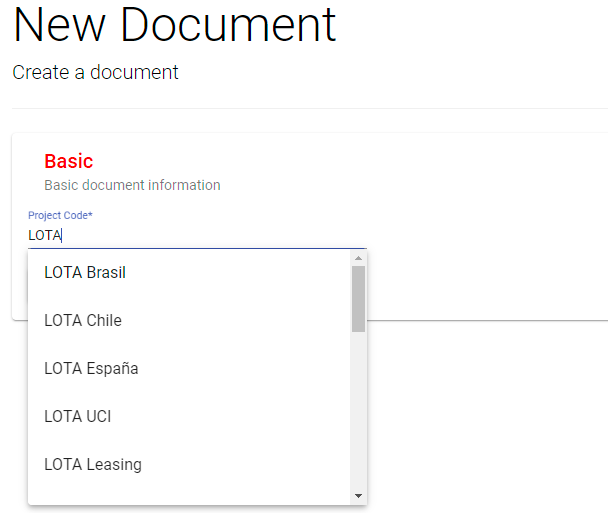 New Document
Create a document
Basic
Basic document information
Project Code*
LOTA
LOTA Brasil
LOTA Chile
LOTA España
LOTA UCI
LOTA Leasing